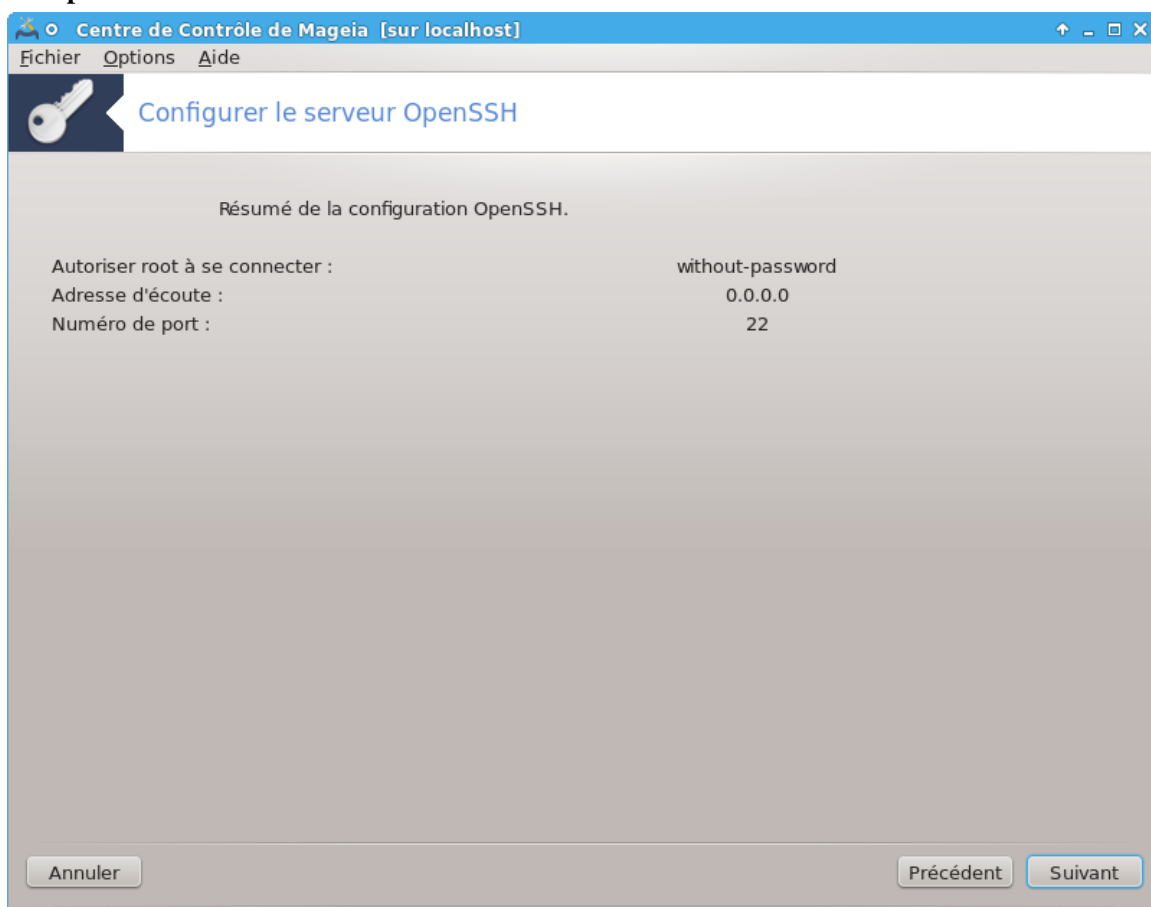 Centre de Contrôle de Mageia [sur localhost]
Fichier Options Aide
Configurer le serveur OpenSSH
Résumé de la configuration OpenSSH.
Autoriser root à se connecter : without-password
Adresse d'écoute : 0.0.0.0
Numéro de port : 22
Annuler Précédent Suivant